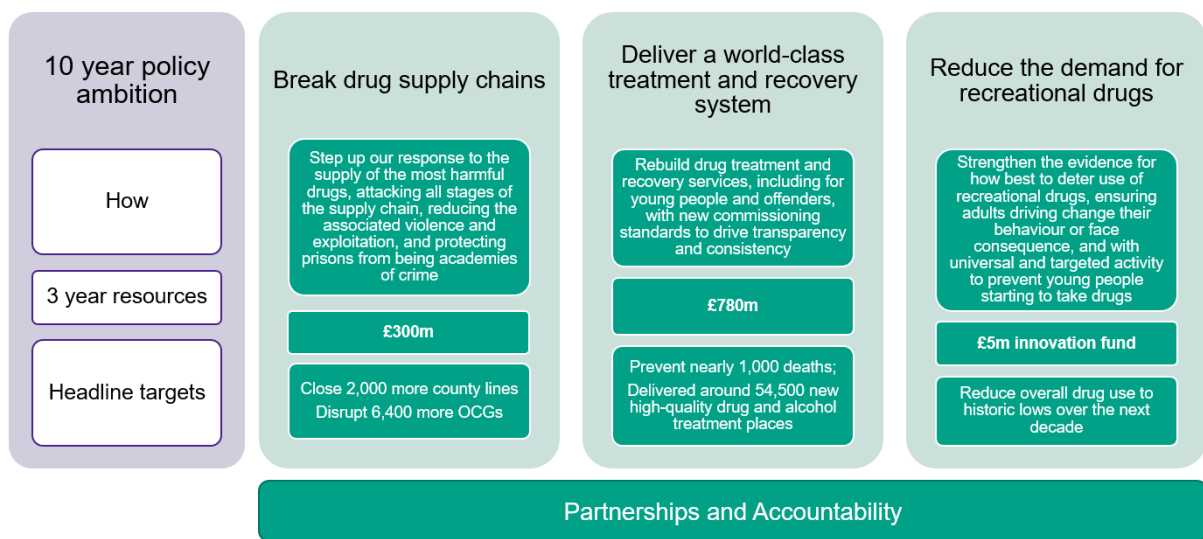 10 year policy
ambition
How
3 year resources
Headline targets
Break drug supply chains
Step up our response to the
supply of the most harmful
drugs, attacking all stages of
the supply chain, reducing the
associated violence and
exploitation, and protecting
prisons from being academies
of crime
£300m
Close 2,000 more county lines
Disrupt 6,400 more OCGs
Deliver a world-class
treatment and recovery
system
Rebuild drug treatment and
recovery services, including for
young people and offenders,
with new commissioning
standards to drive transparency
and consistency
£780m
Prevent nearly 1,000 deaths;
Delivered around 54,500 new
high-quality drug and alcohol
treatment places
Reduce the demand for
recreational drugs
Strengthen the evidence for
how best to deter use of
recreational drugs, ensuring
adults driving change their
behaviour or face
consequence, and with
universal and targeted activity
to prevent young people
starting to take drugs
£5m innovation fund
Reduce overall drug use to
historic lows over the next
decade
Partnerships and Accountability